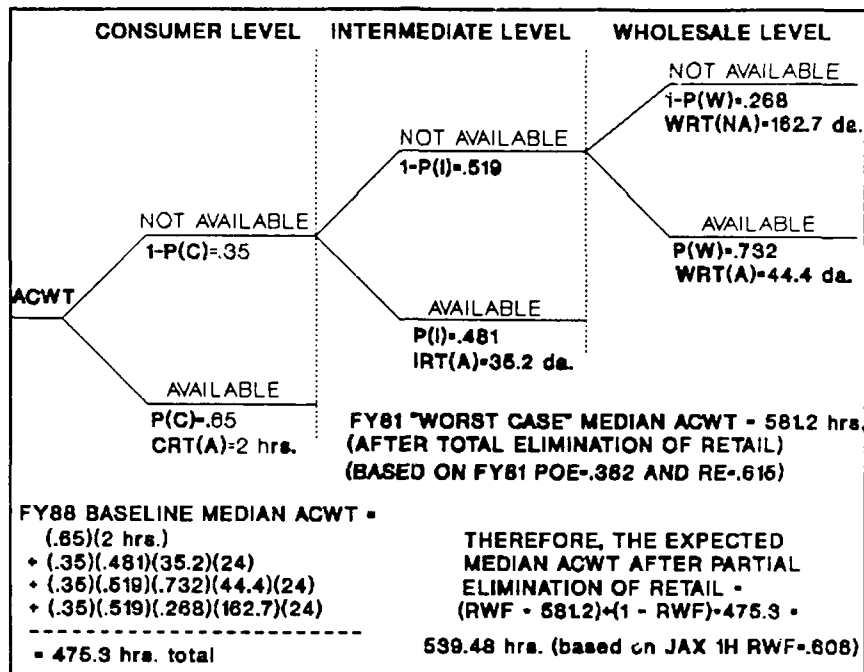 CONSUMER LEVEL
INTERMEDIATE LEVEL
WHOLESALE LEVEL
NOT AVAILABLE
1-P(W)=.268
WRT(NA)=162.7 da.
NOT AVAILABLE
1-P(I)=.519
NOT AVAILABLE
1-P(C)=.35
AVAILABLE
P(W)=.732
WRT(A)=44.4 da.
ACWT
AVAILABLE
P(I)=.481
IRT(A)=35.2 da.
AVAILABLE
P(C)=.65
CRT(A)=2 hrs.
FY81 "WORST CASE" MEDIAN ACWT = 581.2 hrs.
(AFTER TOTAL ELIMINATION OF RETAIL)
(BASED ON FY81 POE=.382 AND RE=.615)
FY88 BASELINE MEDIAN ACWT =
(.65)(2 hrs.)
+ (.35)(.481)(35.2)(24)
+ (.35)(.519)(.732)(44.4)(24)
+ (.35)(.519)(.268)(162.7)(24)
--------------------
= 475.3 hrs. total
THEREFORE, THE EXPECTED
MEDIAN ACWT AFTER PARTIAL
ELIMINATION OF RETAIL =
(RWF * 581.2)+(1 - RWF)*475.3 =
539.48 hrs. (based on JAX 1H RWF=.606)